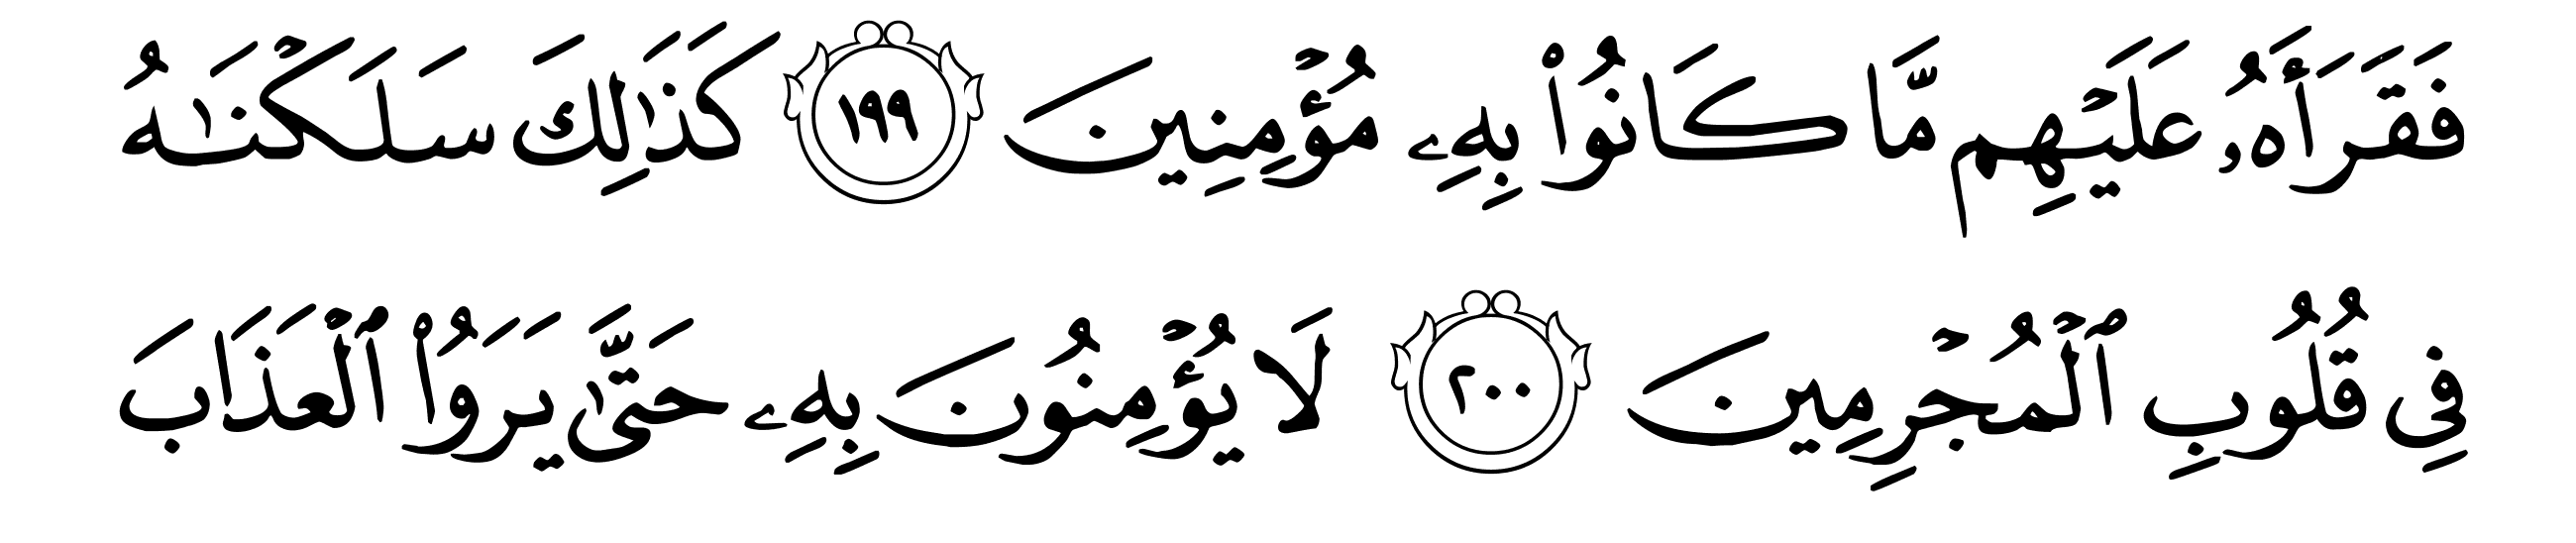 فَقَرَأَهُۥ عَلَيْهِم مَّا كَانُوا۟ بِهِۦ مُؤْمِنِينَ ١٩٩ كَذَٰلِكَ سَلَكْنَـٰهُ
فِى قُلُوبِ ٱلْمُجْرِمِينَ ٢٠٠ لَا يُؤْمِنُونَ بِهِۦ حَتَّىٰ يَرَوُا۟ ٱلْعَذَابَ